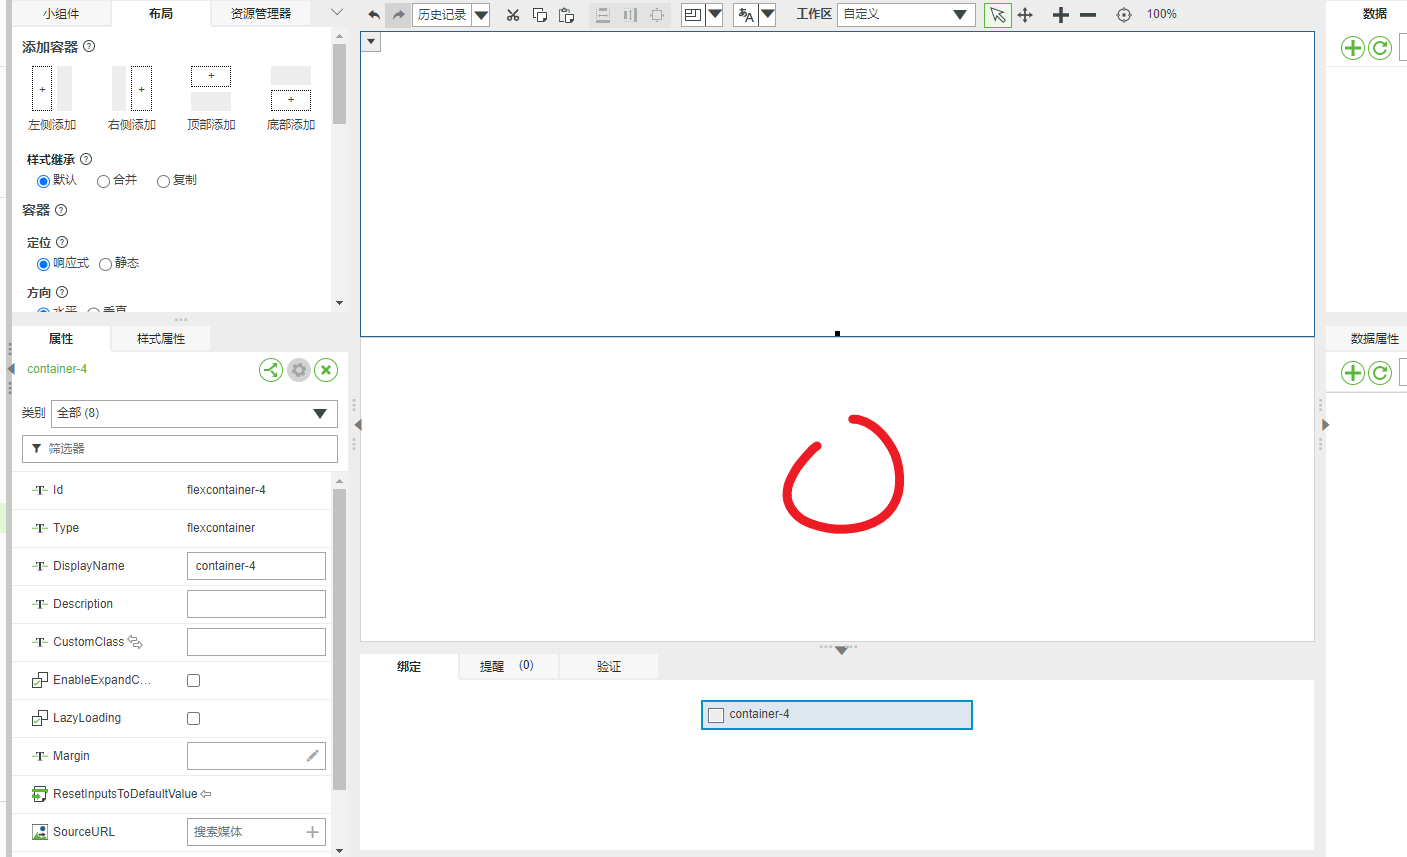 小组件 布局 资源管理器 历史记录 工作区 自定义 100% 数据
添加容器
左侧添加 右侧添加 顶部添加 底部添加
样式继承
默认 合并 复制
容器
定位
响应式 静态
方向
水平 垂直
属性 样式属性 数据属性
container-4
类别 全部 (8)
筛选器
Id flexcontainer-4
Type flexcontainer
DisplayName container-4
Description
CustomClass
EnableExpandC...
LazyLoading
Margin
ResetInputsToDefaultValue
SourceURL 搜索媒体
绑定 提醒 (0) 验证
container-4